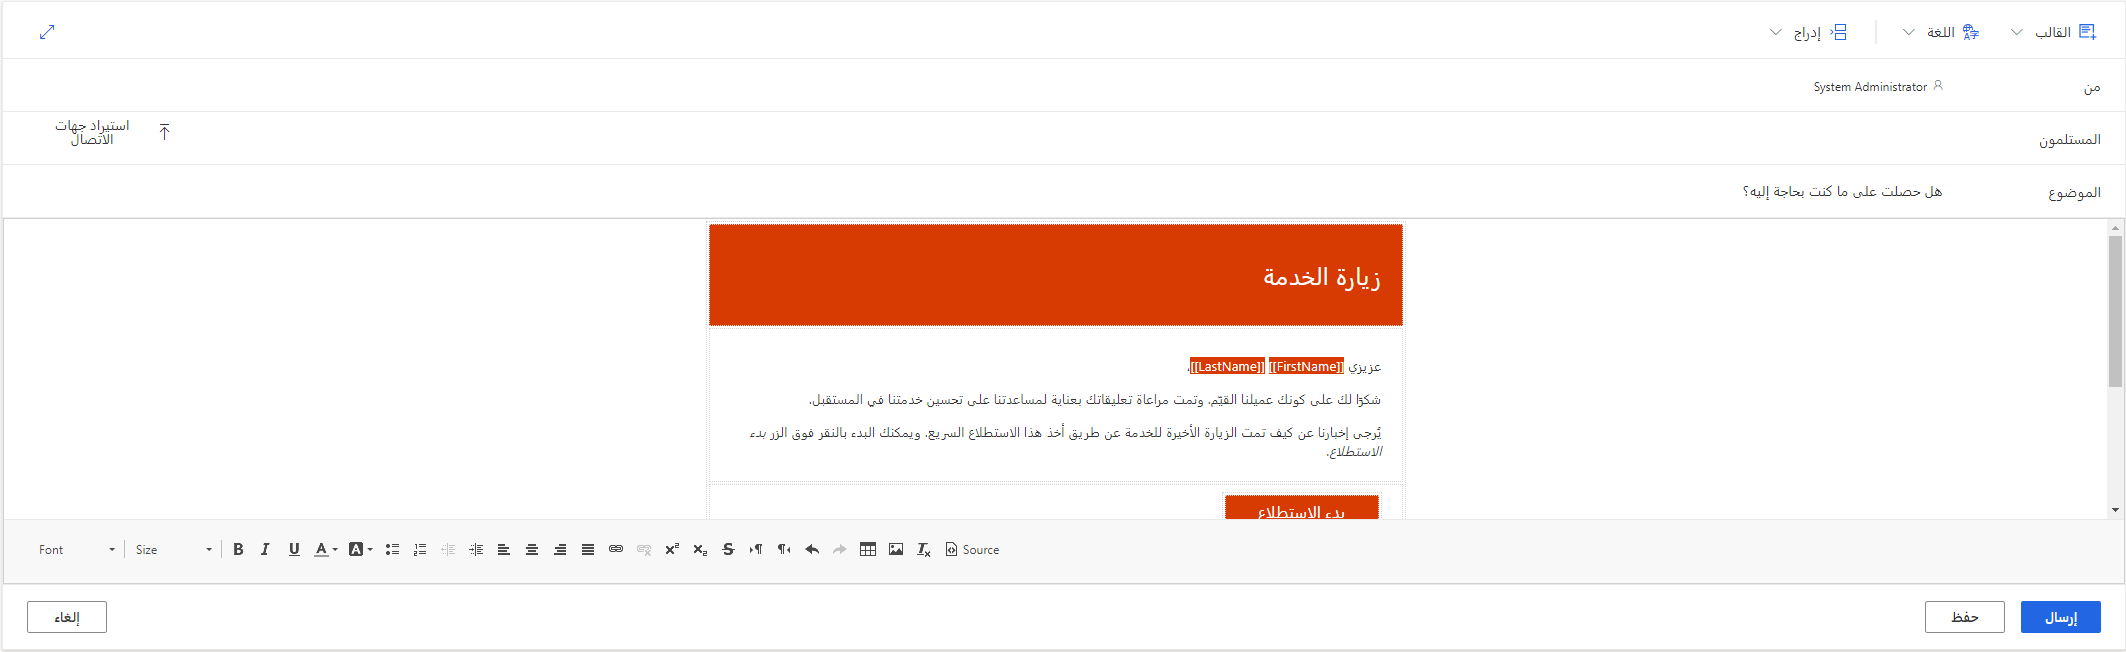 القالب
اللغة
إدراج
من
System Administrator
المستلمون
استيراد جهات
الاتصال
الموضوع
هل حصلت على ما كنت بحاجة إليه؟
زيارة الخدمة
عزيزي [[FirstName]] [[LastName]]،
شكرًا لك على كونك عميلنا القيّم. وتمت مراعاة تعليقاتك بعناية لمساعدتنا على تحسين خدمتنا في المستقبل.
يُرجى إخبارنا عن كيف تمت الزيارة الأخيرة للخدمة عن طريق أخذ هذا الاستطلاع السريع. ويمكنك البدء بالنقر فوق الزر بدء
الاستطلاع.
بدء الاستطلاع
Font Size Source
إرسال
حفظ
إلغاء